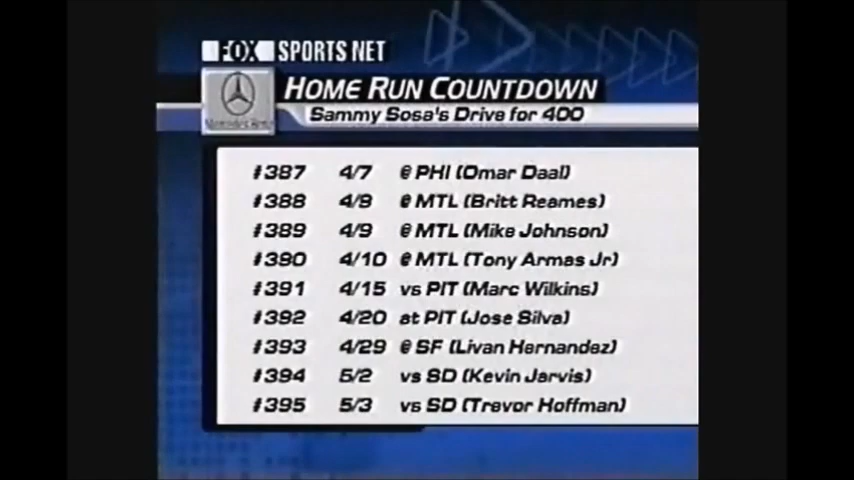 FOX SPORTS NET
HOME RUN COUNTDOWN
Mercedes-Benz
Sammy Sosa's Drive for 400
#387 4/7 @ PHI (Omar Daal)
#388 4/9 @ MTL (Britt Reames)
#389 4/9 @ MTL (Mike Johnson)
#390 4/10 @ MTL (Tony Armas Jr)
#391 4/15 vs PIT (Marc Wilkins)
#392 4/20 at PIT (Jose Silva)
#393 4/29 @ SF (Livan Hernandez)
#394 5/2 vs SD (Kevin Jarvis)
#395 5/3 vs SD (Trevor Hoffman)